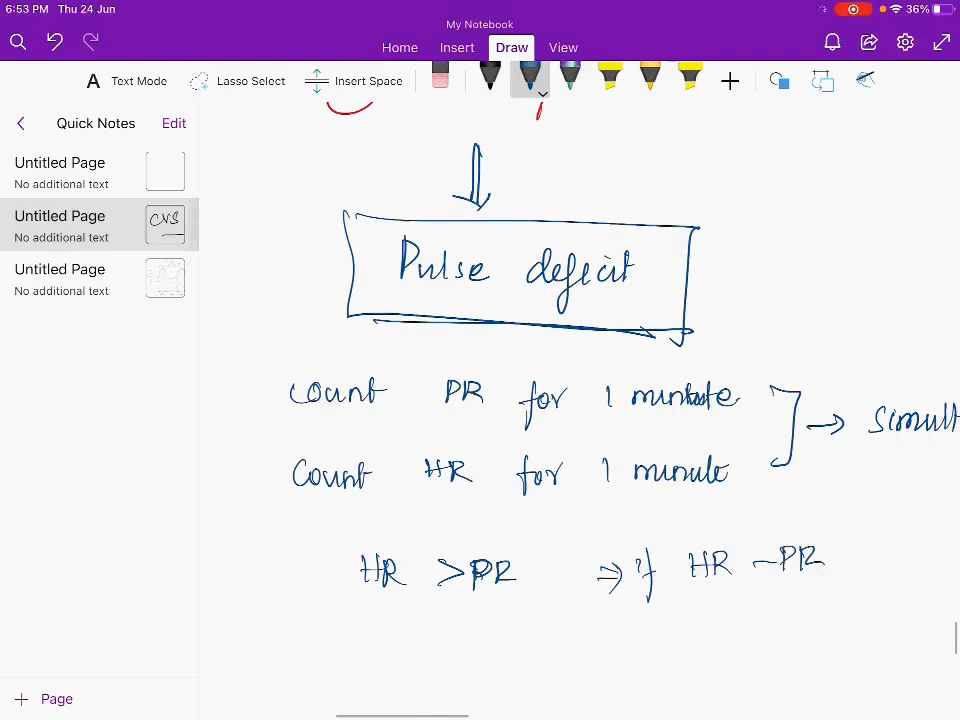 6:53 PM Thu 24 Jun
36%
My Notebook
Home Insert Draw View
A Text Mode Lasso Select Insert Space
Quick Notes Edit
Untitled Page
No additional text
Untitled Page
No additional text
CNS
Untitled Page
No additional text
Pulse deficit
Count PR for 1 minute
Count HR for 1 minute
→ Simult
HR > PR ⇒ if HR - PR
+ Page